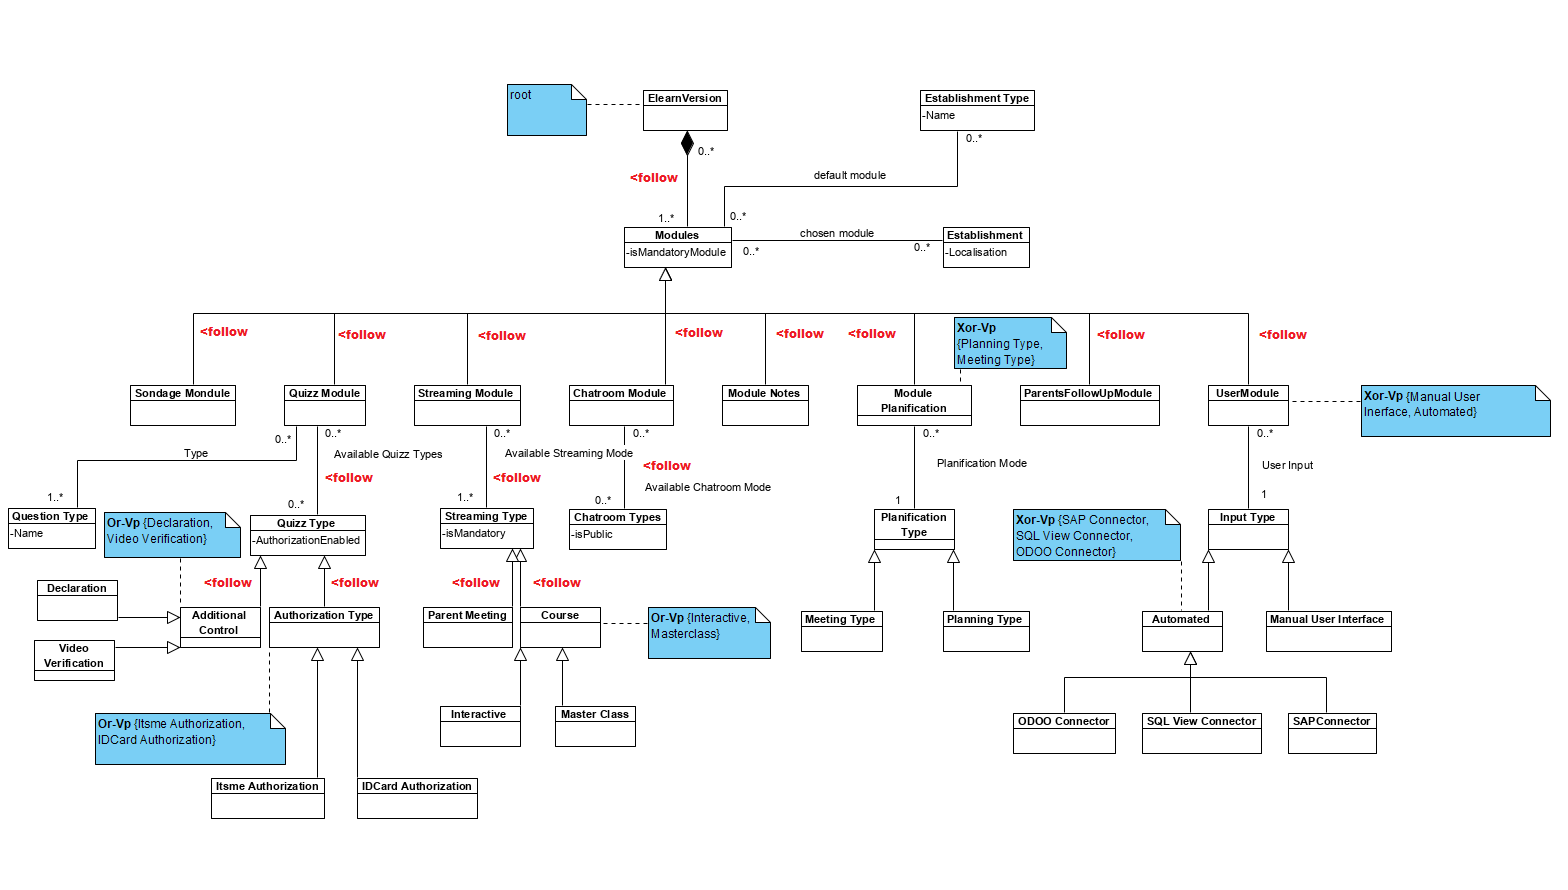 root
ElearnVersion
Establishment Type
-Name
0..*
0..*
<follow
default module
1..*
0..*
Modules
-isMandatoryModule
chosen module
0..*
0..*
Establishment
-Localisation
<follow
<follow
<follow
<follow
<follow
<follow
<follow
<follow
Xor-Vp
{Planning Type,
Meeting Type}
Sondage Mondule
Quizz Module
Streaming Module
Chatroom Module
Module Notes
Module
Planification
ParentsFollowUpModule
UserModule
Xor-Vp {Manual User
Inerface, Automated}
0..*
0..*
0..*
0..*
0..*
0..*
Type
Available Quizz Types
Available Streaming Mode
<follow
Planification Mode
User Input
<follow
<follow
Available Chatroom Mode
1..*
0..*
1..*
0..*
1
1
Question Type
-Name
Or-Vp {Declaration,
Video Verification}
Quizz Type
-AuthorizationEnabled
Streaming Type
-isMandatory
Chatroom Types
-isPublic
Planification
Type
Xor-Vp {SAP Connector,
SQL View Connector,
ODOO Connector}
Input Type
<follow
<follow
<follow
<follow
Declaration
Additional
Control
Authorization Type
Parent Meeting
Course
Or-Vp {Interactive,
Masterclass}
Meeting Type
Planning Type
Automated
Manual User Interface
Video
Verification
Or-Vp {Itsme Authorization,
IDCard Authorization}
Interactive
Master Class
ODOO Connector
SQL View Connector
SAPConnector
Itsme Authorization
IDCard Authorization